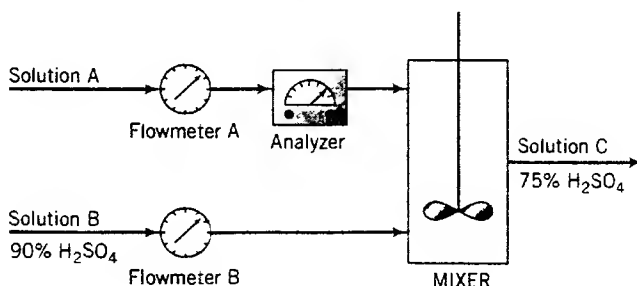 Solution A
Flowmeter A
Analyzer
Solution C
75% H₂SO₄
Solution B
90% H₂SO₄
Flowmeter B
MIXER